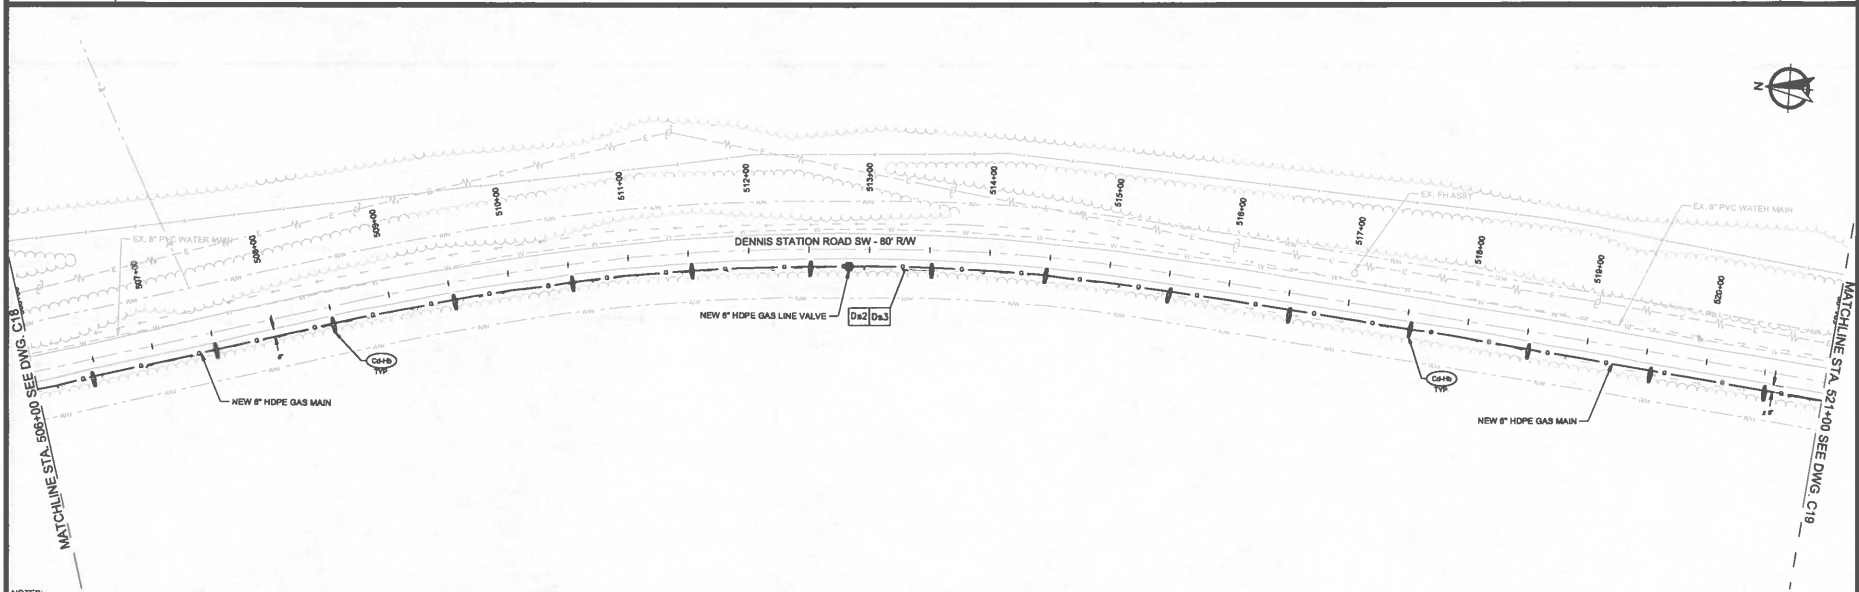 N
507+00
508+00
509+00
510+00
511+00
512+00
513+00
514+00
515+00
516+00
517+00
518+00
519+00
520+00
EX. FH ASSY
EX. 8" PVC WATER MAIN
EX. 8" PVC WATER MAIN
DENNIS STATION ROAD SW - 80' R/W
NEW 6" HDPE GAS LINE VALVE
Ds2 Ds3
Cd-Hb
TYP
Cd-Hb
TYP
NEW 6" HDPE GAS MAIN
NEW 6" HDPE GAS MAIN
MATCHLINE STA. 506+00 SEE DWG. C18
MATCHLINE STA. 521+00 SEE DWG. C19